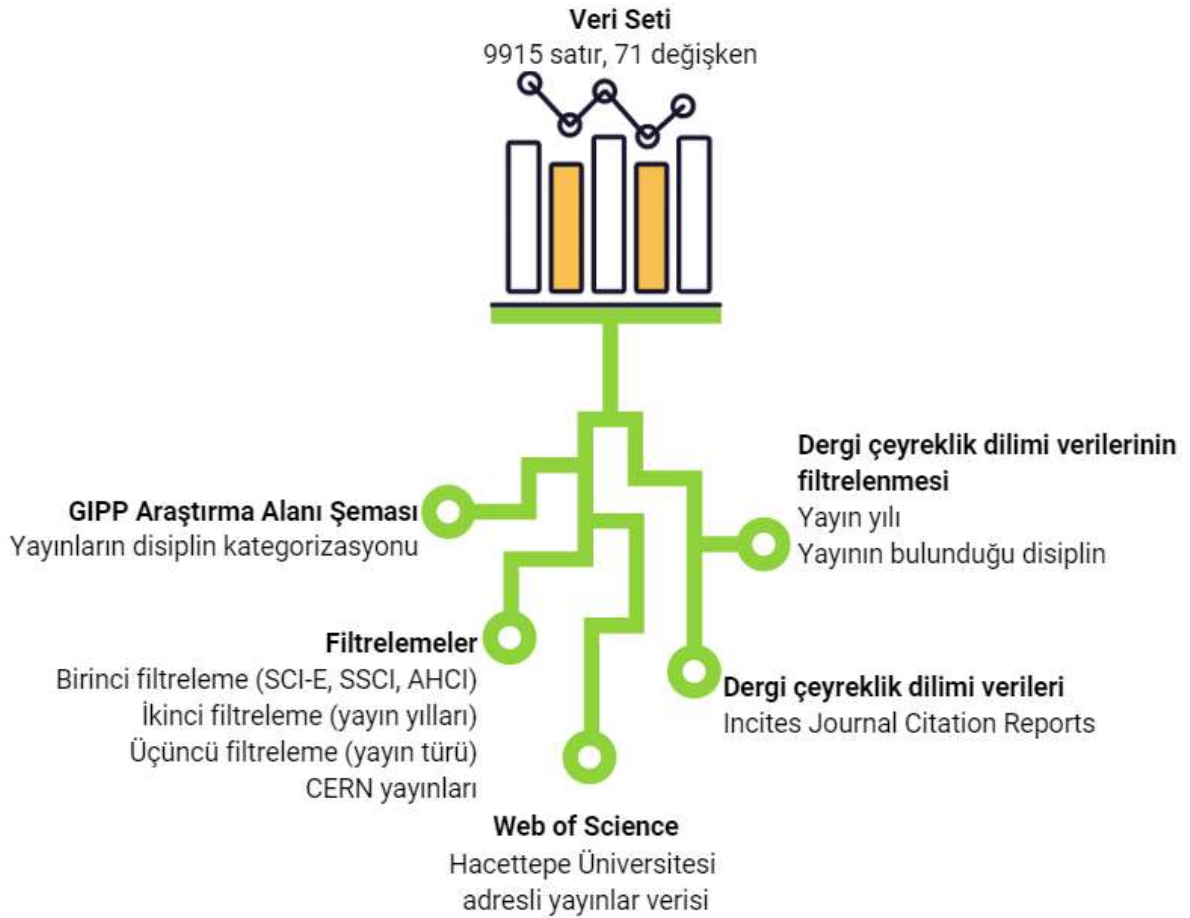 Veri Seti
9915 satır, 71 değişken
GIPP Araştırma Alanı Şeması
Yayınların disiplin kategorizasyonu
Filtrelemeler
Birinci filtreleme (SCI-E, SSCI, AHCI)
İkinci filtreleme (yayın yılları)
Üçüncü filtreleme (yayın türü)
CERN yayınları
Web of Science
Hacettepe Üniversitesi
adresli yayınlar verisi
Dergi çeyreklik dilimi verilerinin
filtrelenmesi
Yayın yılı
Yayının bulunduğu disiplin
Dergi çeyreklik dilimi verileri
Incites Journal Citation Reports